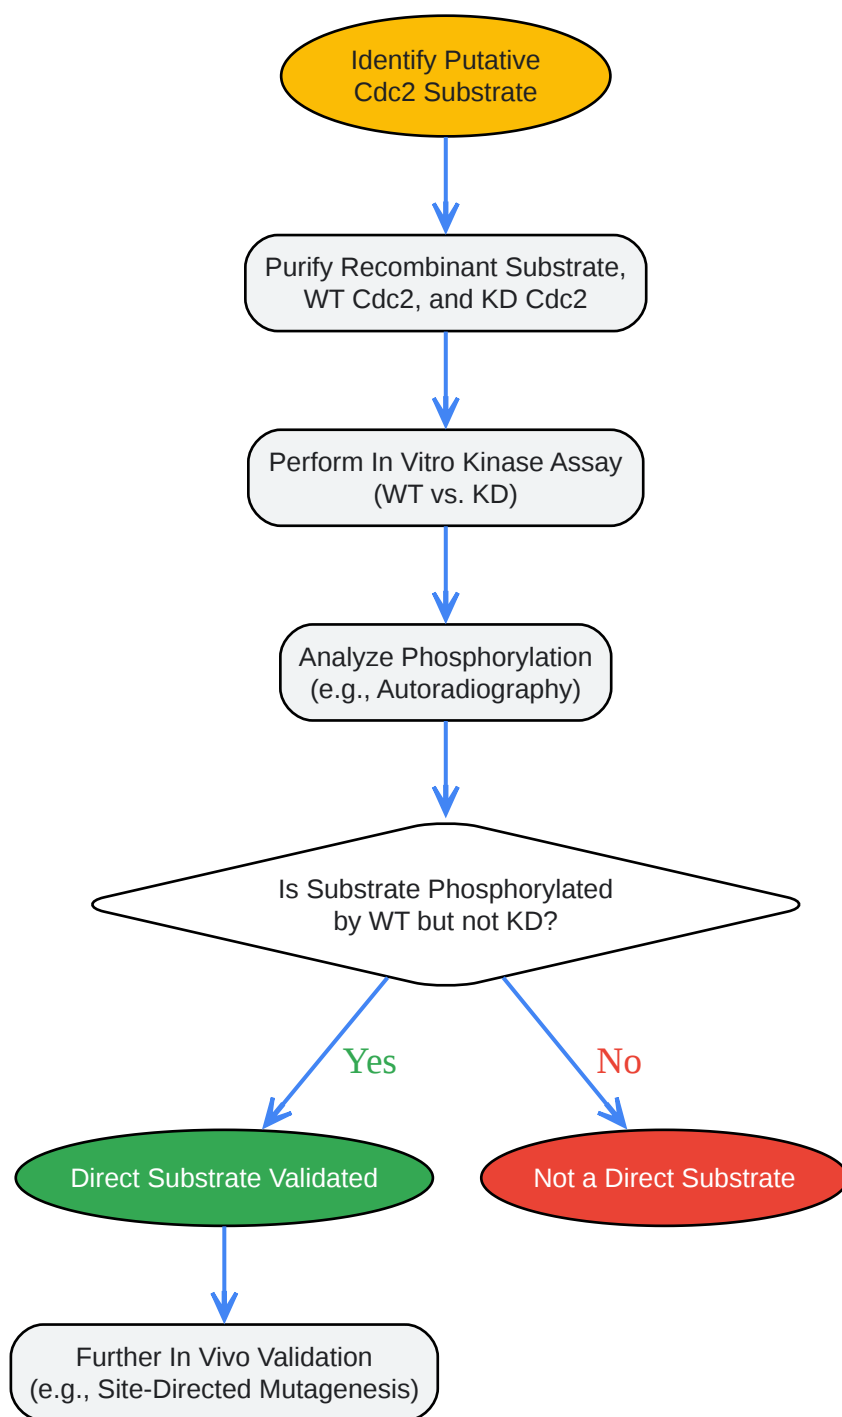 Identify Putative
Cdc2 Substrate
Purify Recombinant Substrate,
WT Cdc2, and KD Cdc2
Perform In Vitro Kinase Assay
(WT vs. KD)
Analyze Phosphorylation
(e.g., Autoradiography)
Is Substrate Phosphorylated
by WT but not KD?
Yes
No
Direct Substrate Validated
Not a Direct Substrate
Further In Vivo Validation
(e.g., Site-Directed Mutagenesis)